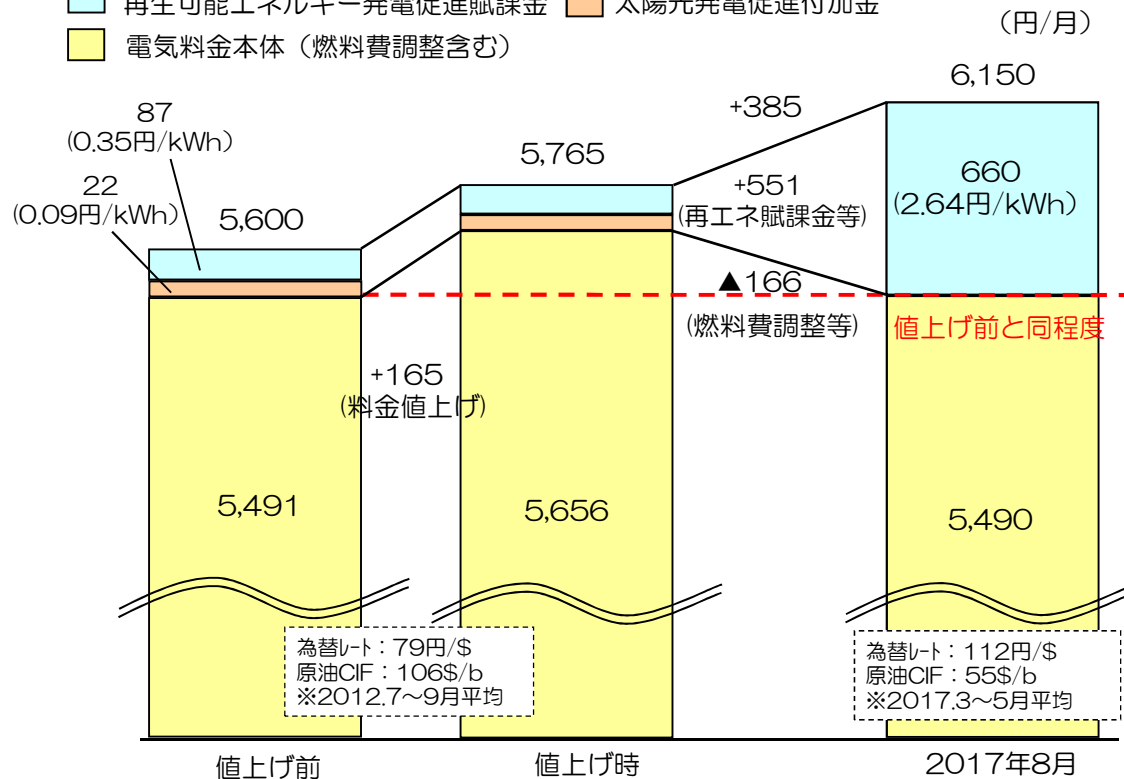 再生可能エネルギー発電促進賦課金 太陽光発電促進付加金
電気料金本体（燃料費調整含む）
（円/月）
87
(0.35円/kWh）
22
(0.09円/kWh）
5,600
5,765
6,150
+385
+551
(再エネ賦課金等)
▲166
(燃料費調整等)
660
(2.64円/kWh）
値上げ前と同程度
+165
(料金値上げ)
5,491
5,656
5,490
為替ﾚｰﾄ：79円/$
原油CIF：106$/b
※2012.7～9月平均
為替ﾚｰﾄ：112円/$
原油CIF：55$/b
※2017.3～5月平均
値上げ前
値上げ時
2017年8月